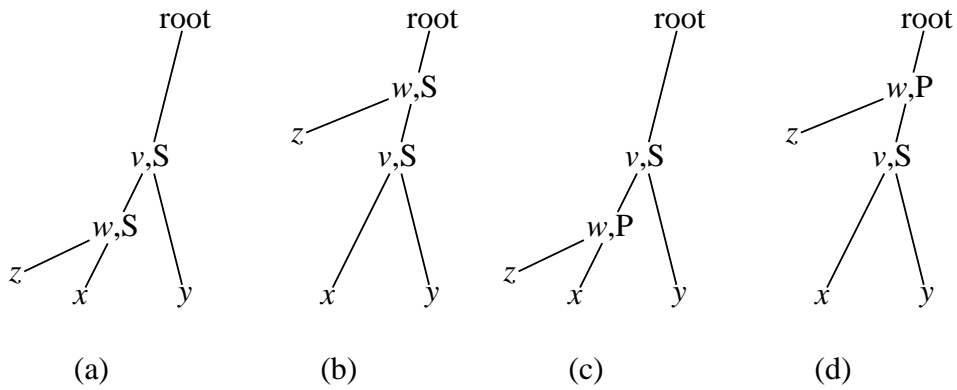 root root root root
w,S w,P
z z
v,S v,S v,S v,S
w,S w,P
z z
x y x y x y x y
(a) (b) (c) (d)